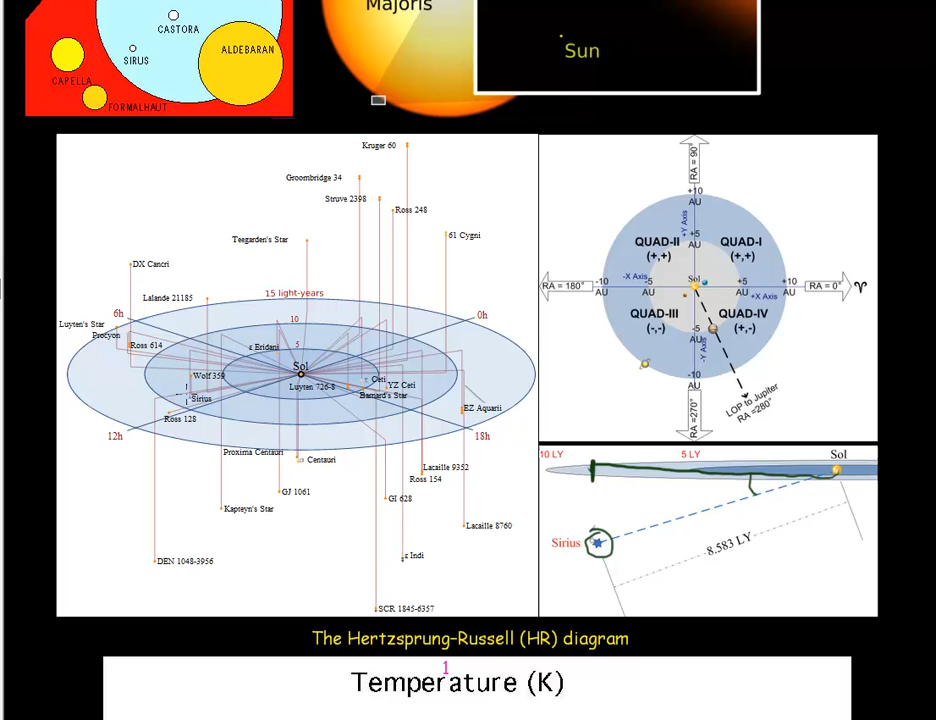 Majoris
CASTORA
SIRUS
ALDEBARAN
CAPELLA
FORMALHAUT
Sun
Kruger 60
Groombridge 34
Struve 2398
Ross 248
Teegarden's Star
61 Cygni
DX Cancri
15 light-years
Lalande 21185
6h
0h
10
Luyten's Star
Procyon
Ross 614
ε Eridani
5
Sol
Wolf 359
τ Ceti
YZ Ceti
Luyten 726-8
Barnard's Star
Sirius
EZ Aquarii
Ross 128
12h
18h
Proxima Centauri
α Centauri
Lacaille 9352
Ross 154
GJ 1061
GI 628
Kapteyn's Star
Lacaille 8760
ε Indi
DEN 1048-3956
SCR 1845-6357
RA = 90°
+10
AU
+Y Axis
+5
AU
QUAD-II
(+,+)
QUAD-I
(+,+)
RA = 180°
-10
AU
-X Axis
-5
AU
Sol
+5
AU
+X Axis
+10
AU
RA = 0°
♈
QUAD-III
(-,-)
QUAD-IV
(+,-)
-5
AU
-Y Axis
-10
AU
LOP to Jupiter
RA =280°
RA =270°
10 LY
5 LY
Sol
Sirius
8.583 LY
The Hertzsprung–Russell (HR) diagram
1
Temperature (K)